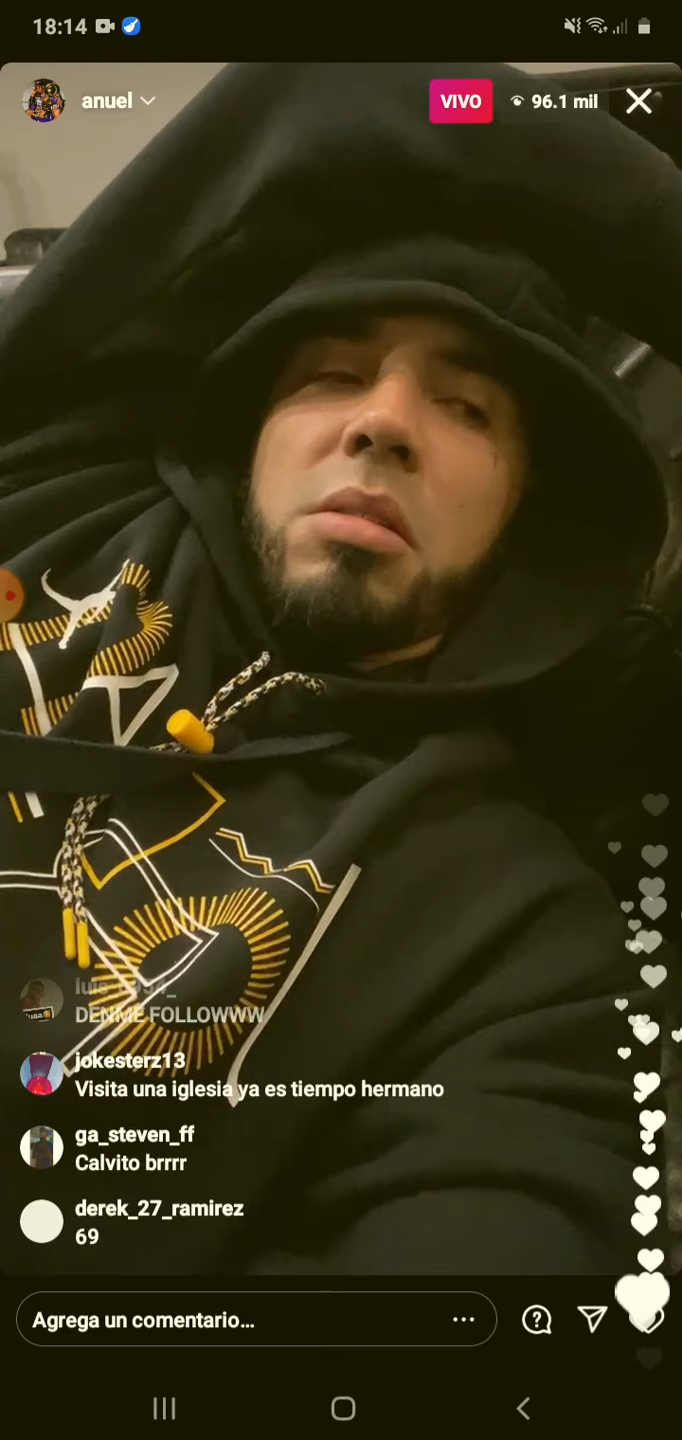 18:14
anuel
VIVO
96.1 mil
DENME FOLLOWWW
jokesterz13
Visita una iglesia ya es tiempo hermano
ga_steven_ff
Calvito brrrr
derek_27_ramirez
69
Agrega un comentario...